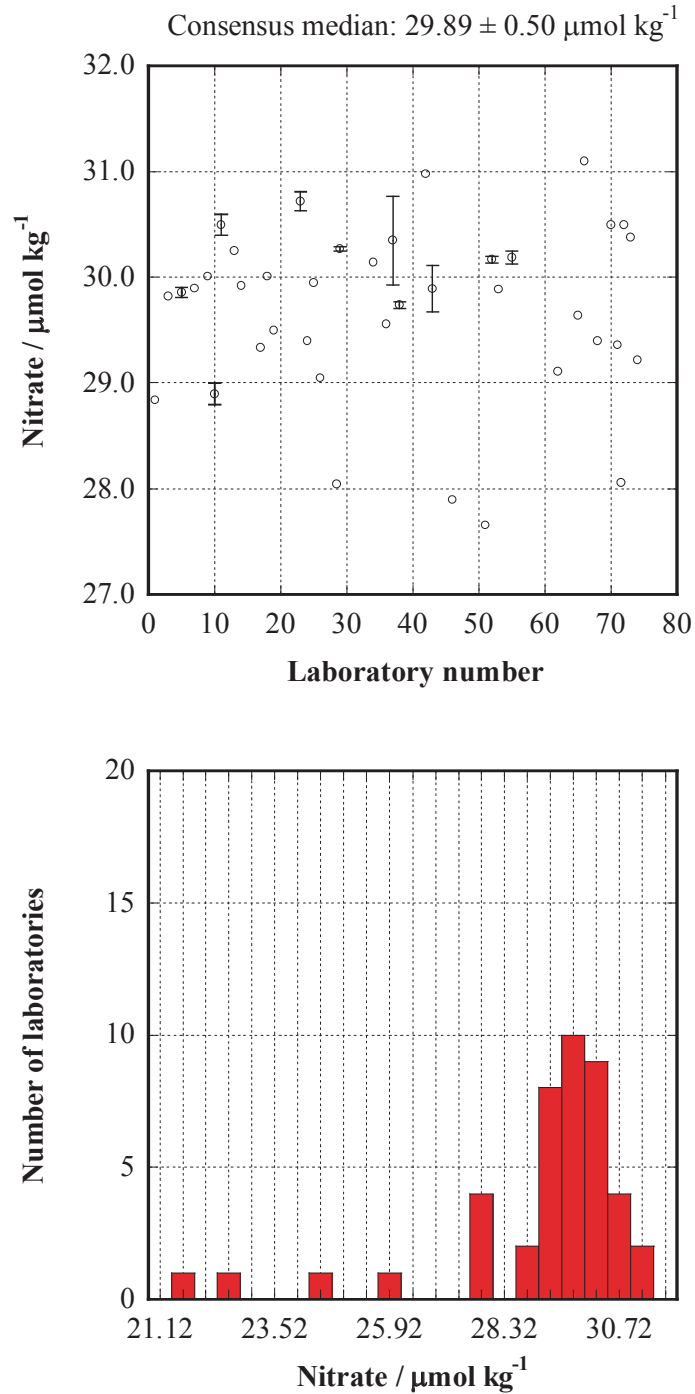 Consensus median: 29.89 ± 0.50 μmol kg-1
32.0
31.0
30.0
29.0
28.0
27.0
Nitrate / μmol kg-1
0 10 20 30 40 50 60 70 80
Laboratory number
20
15
10
5
0
Number of laboratories
21.12 23.52 25.92 28.32 30.72
Nitrate / μmol kg-1